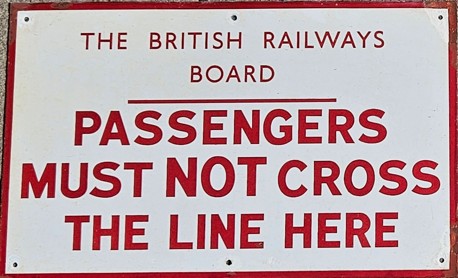 THE BRITISH RAILWAYS
BOARD
PASSENGERS
MUST NOT CROSS
THE LINE HERE